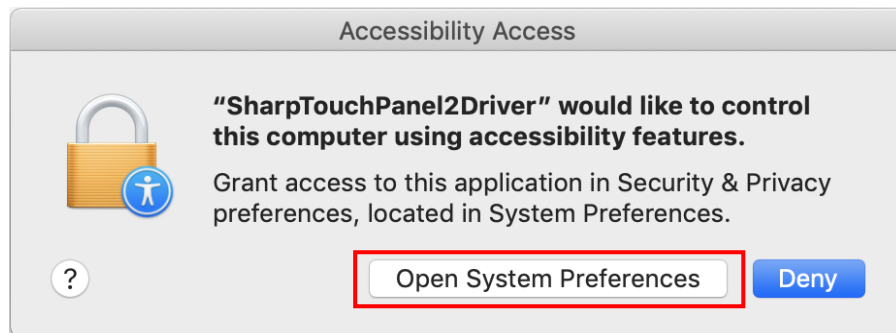 Accessibility Access
“SharpTouchPanel2Driver” would like to control
this computer using accessibility features.
Grant access to this application in Security & Privacy
preferences, located in System Preferences.
?
Open System Preferences
Deny